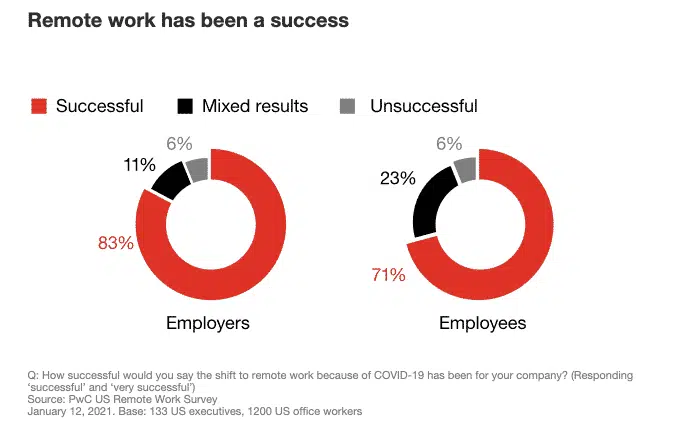 Remote work has been a success
Successful Mixed results Unsuccessful
6%
11%
83%
Employers
6%
23%
71%
Employees
Q: How successful would you say the shift to remote work because of COVID-19 has been for your company? (Responding
‘successful’ and ‘very successful’)
Source: PwC US Remote Work Survey
January 12, 2021. Base: 133 US executives, 1200 US office workers